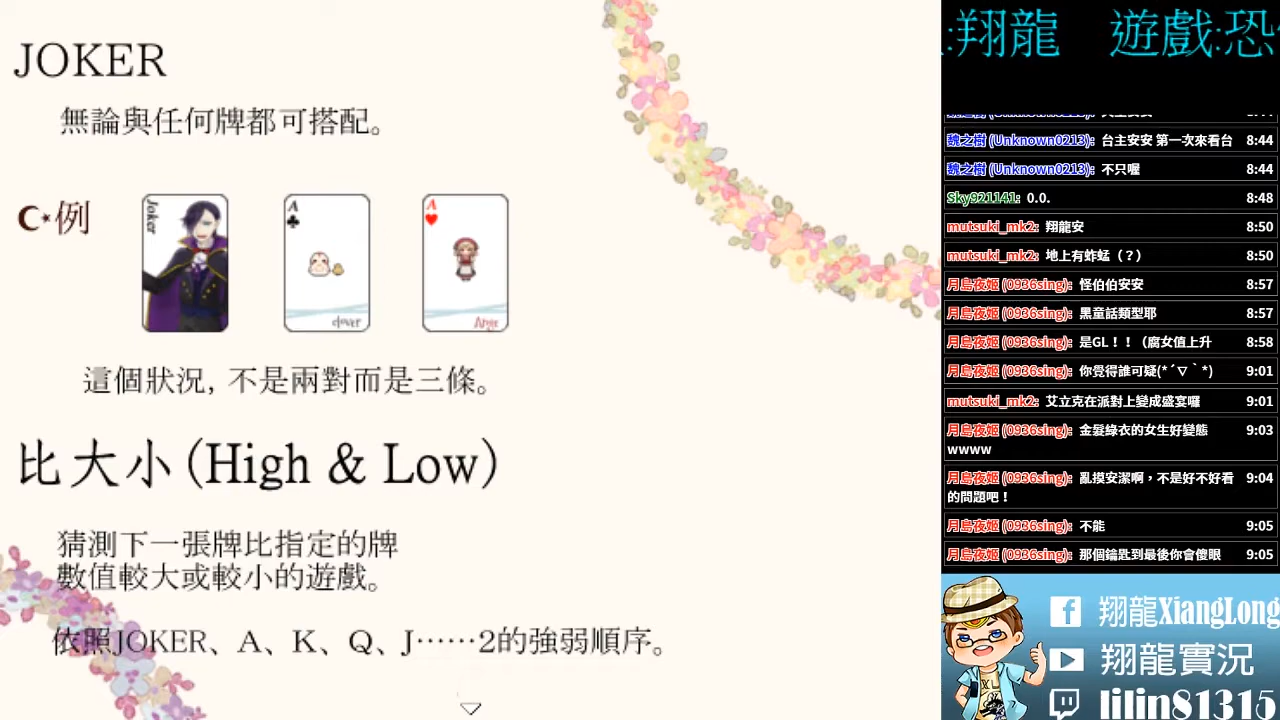 JOKER
無論與任何牌都可搭配。
例
Joker
A
A
clover
Ange
這個狀況, 不是兩對而是三條。
比大小(High & Low)
猜測下一張牌比指定的牌
數值較大或較小的遊戲。
依照JOKER、A、K、Q、J……2的強弱順序。
:翔龍 遊戲:恐
魏之樹 (Unknown0213): 台主安安 第一次來看台 8:44
魏之樹 (Unknown0213): 不只喔 8:44
Sky921141: 0.0. 8:48
mutsuki_mk2: 翔龍安 8:50
mutsuki_mk2: 地上有蚱蜢（？） 8:50
月島夜姬 (0936sing): 怪伯伯安安 8:57
月島夜姬 (0936sing): 黑童話類型耶 8:57
月島夜姬 (0936sing): 是GL！！（腐女值上升 8:58
月島夜姬 (0936sing): 你覺得誰可疑(*ˊ▽ˋ*) 9:01
mutsuki_mk2: 艾立克在派對上變成盛宴囉 9:01
月島夜姬 (0936sing): 金髮綠衣的女生好變態 9:03
wwww
月島夜姬 (0936sing): 亂摸安潔啊，不是好不好看 9:04
的問題吧！
月島夜姬 (0936sing): 不能 9:05
月島夜姬 (0936sing): 那個鑰匙到最後你會傻眼 9:05
翔龍XiangLong
翔龍實況
lilin81315